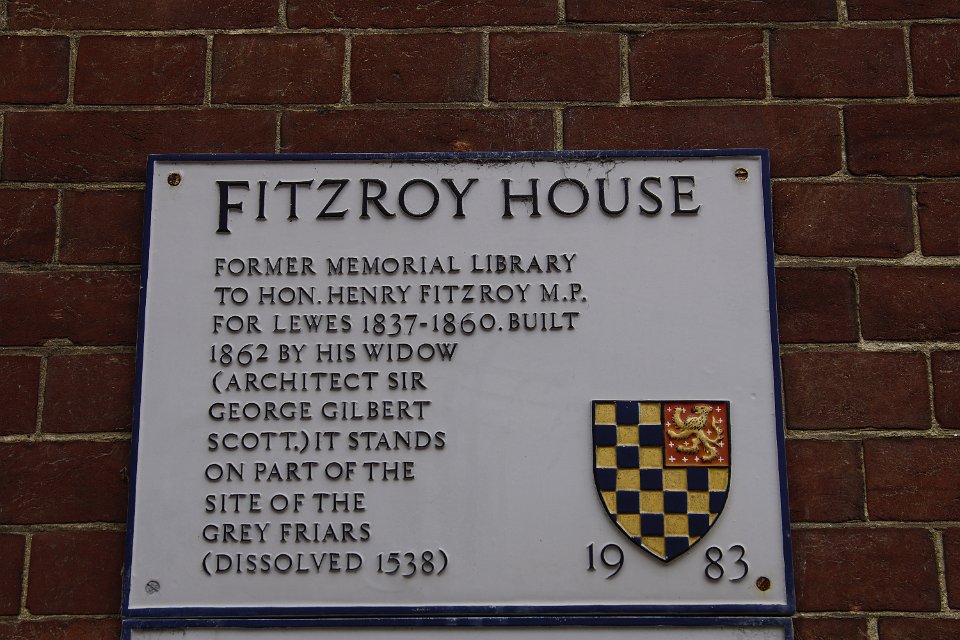 FITZROY HOUSE
FORMER MEMORIAL LIBRARY
TO HON. HENRY FITZROY M.P.
FOR LEWES 1837-1860. BUILT
1862 BY HIS WIDOW
(ARCHITECT SIR
GEORGE GILBERT
SCOTT.) IT STANDS
ON PART OF THE
SITE OF THE
GREY FRIARS
(DISSOLVED 1538)
19 83